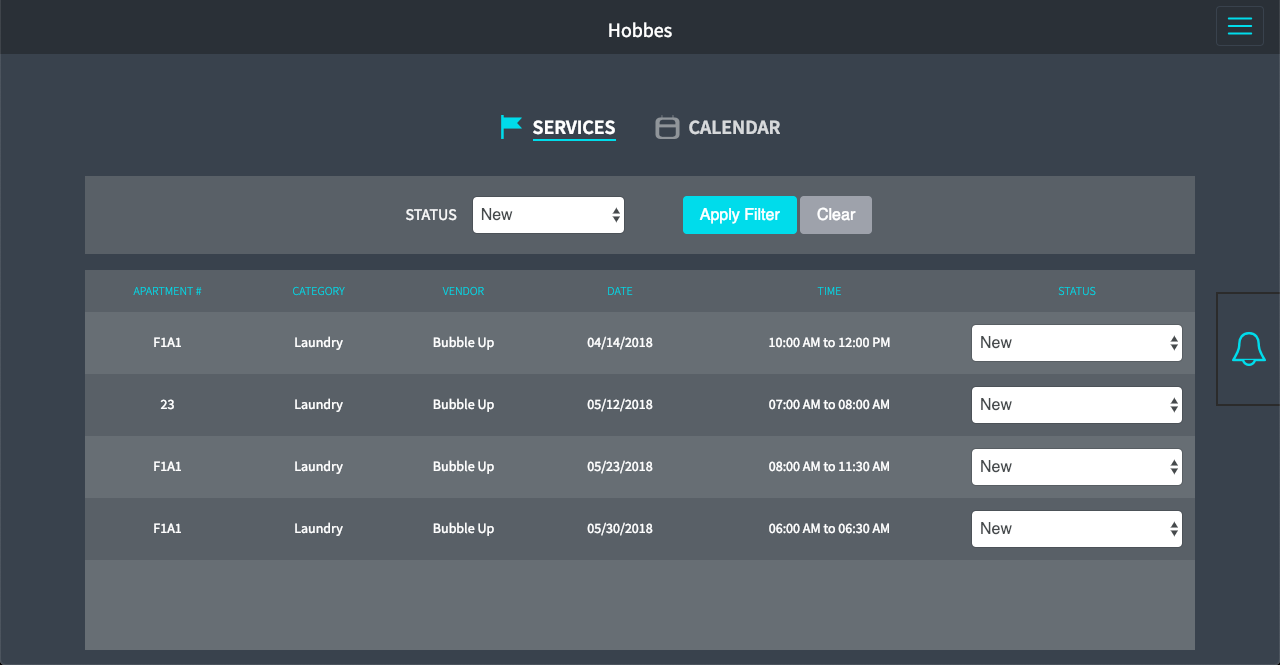 Hobbes
SERVICES CALENDAR
STATUS New Apply Filter Clear
APARTMENT # CATEGORY VENDOR DATE TIME STATUS
F1A1 Laundry Bubble Up 04/14/2018 10:00 AM to 12:00 PM New
23 Laundry Bubble Up 05/12/2018 07:00 AM to 08:00 AM New
F1A1 Laundry Bubble Up 05/23/2018 08:00 AM to 11:30 AM New
F1A1 Laundry Bubble Up 05/30/2018 06:00 AM to 06:30 AM New